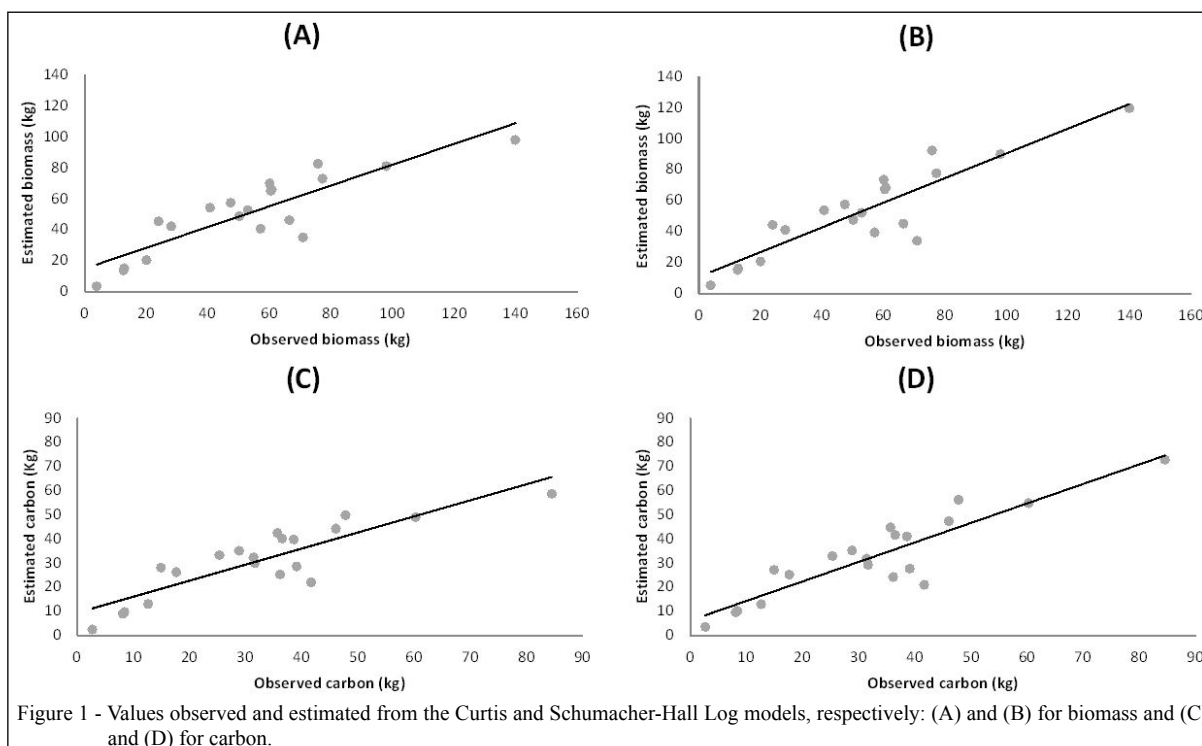 (A)
140
120
100
80
60
40
20
0
Estimated biomass (kg)
0 20 40 60 80 100 120 140 160
Observed biomass (kg)
(B)
140
120
100
80
60
40
20
0
Estimated biomass (kg)
0 20 40 60 80 100 120 140 160
Observed biomass (kg)
(C)
90
80
70
60
50
40
30
20
10
0
Estimated carbon (Kg)
0 10 20 30 40 50 60 70 80 90
Observed carbon (kg)
(D)
90
80
70
60
50
40
30
20
10
0
Estimated carbon (Kg)
0 10 20 30 40 50 60 70 80 90
Observed carbon (kg)
Figure 1 - Values observed and estimated from the Curtis and Schumacher-Hall Log models, respectively: (A) and (B) for biomass and (C)
and (D) for carbon.